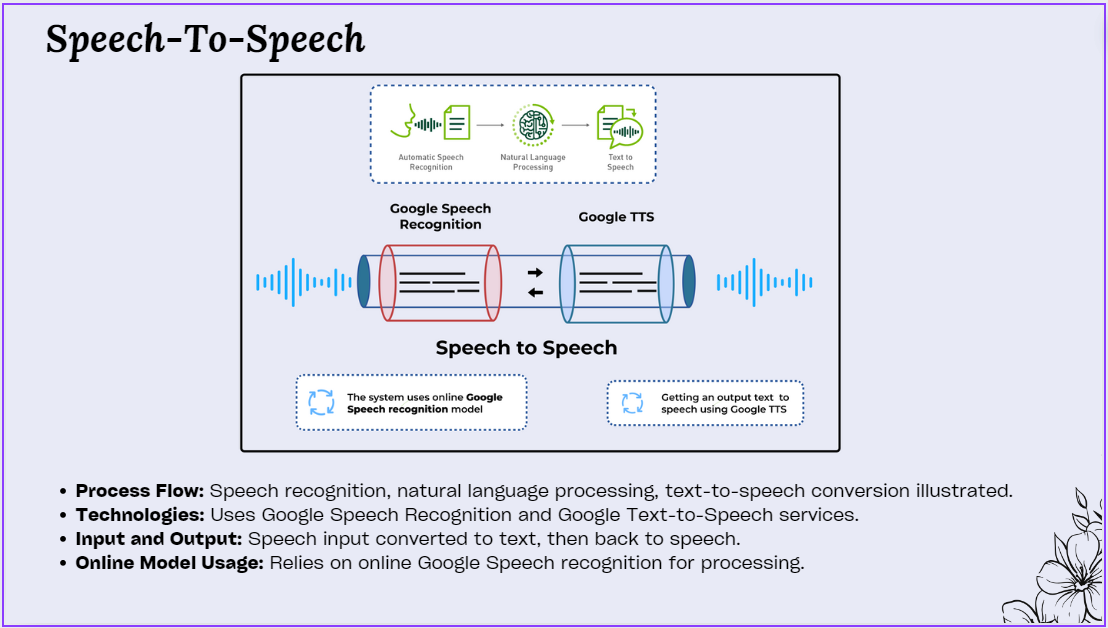 Speech-To-Speech
Automatic Speech
Recognition
Natural Language
Processing
Text to
Speech
Google Speech
Recognition
Google TTS
Speech to Speech
The system uses online Google
Speech recognition model
Getting an output text to
speech using Google TTS
• Process Flow: Speech recognition, natural language processing, text-to-speech conversion illustrated.
• Technologies: Uses Google Speech Recognition and Google Text-to-Speech services.
• Input and Output: Speech input converted to text, then back to speech.
• Online Model Usage: Relies on online Google Speech recognition for processing.